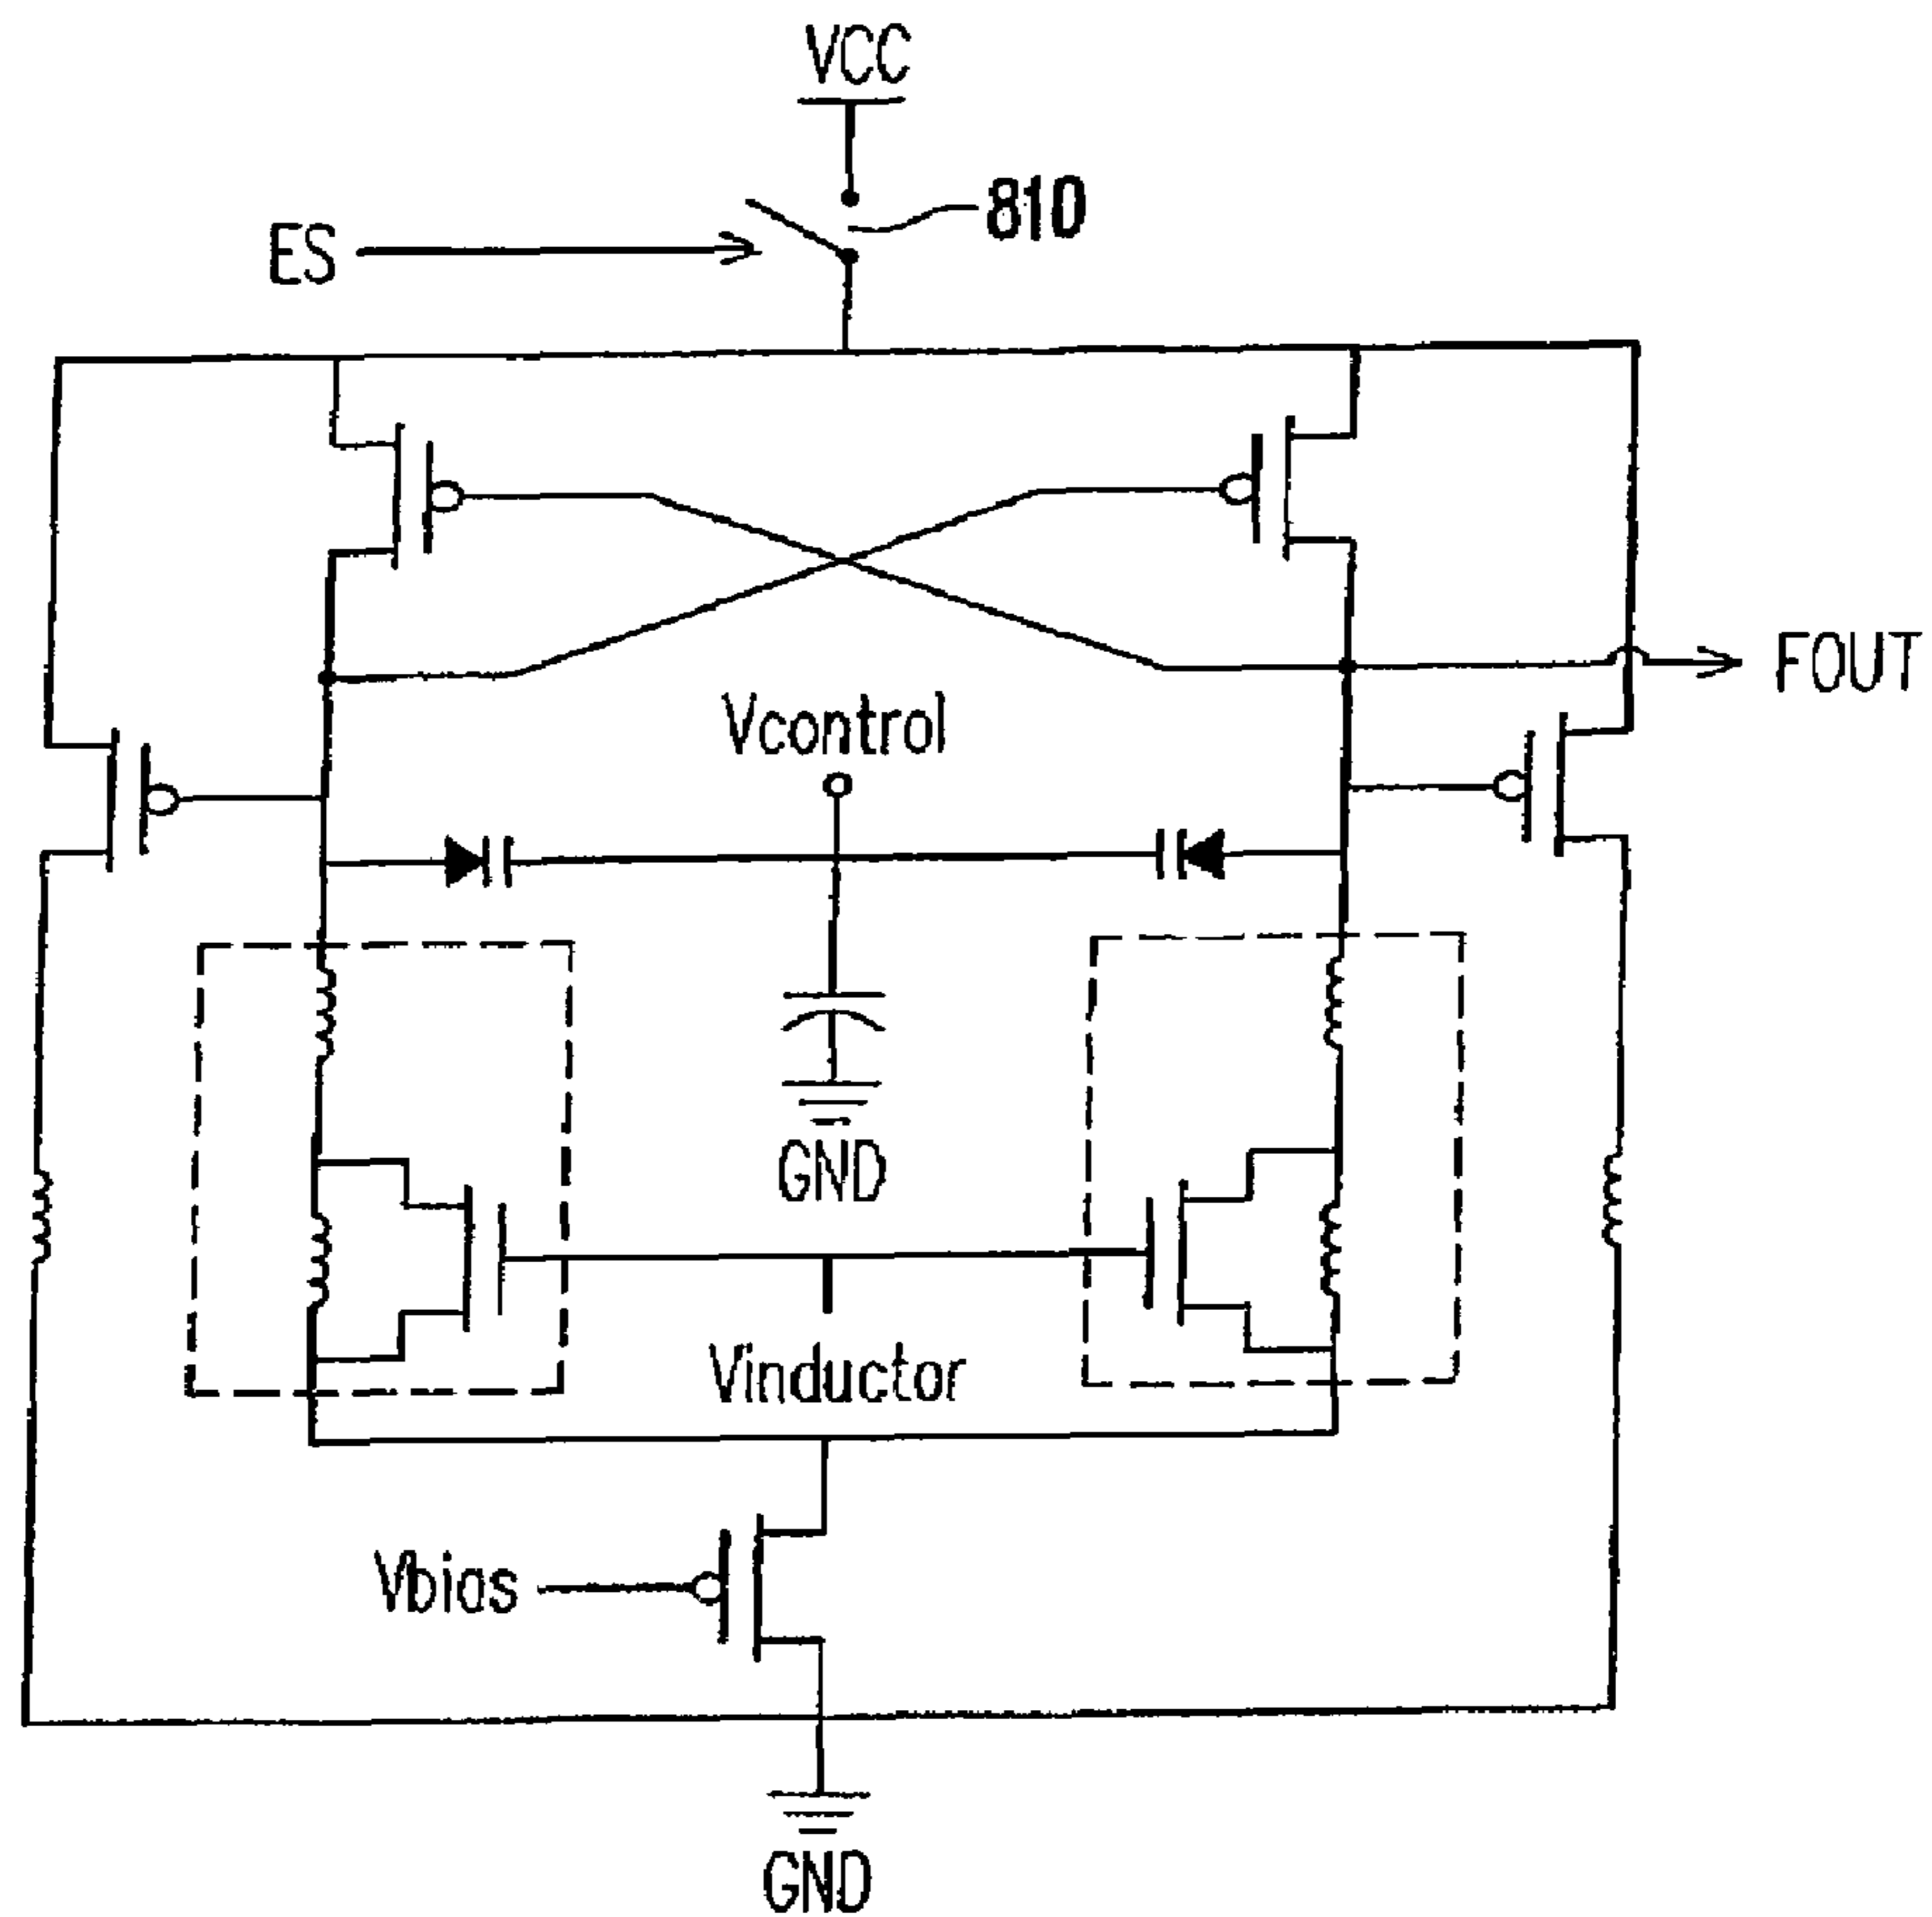 VCC
810
ES
FOUT
Vcontrol
GND
Vinductor
Vbias
GND